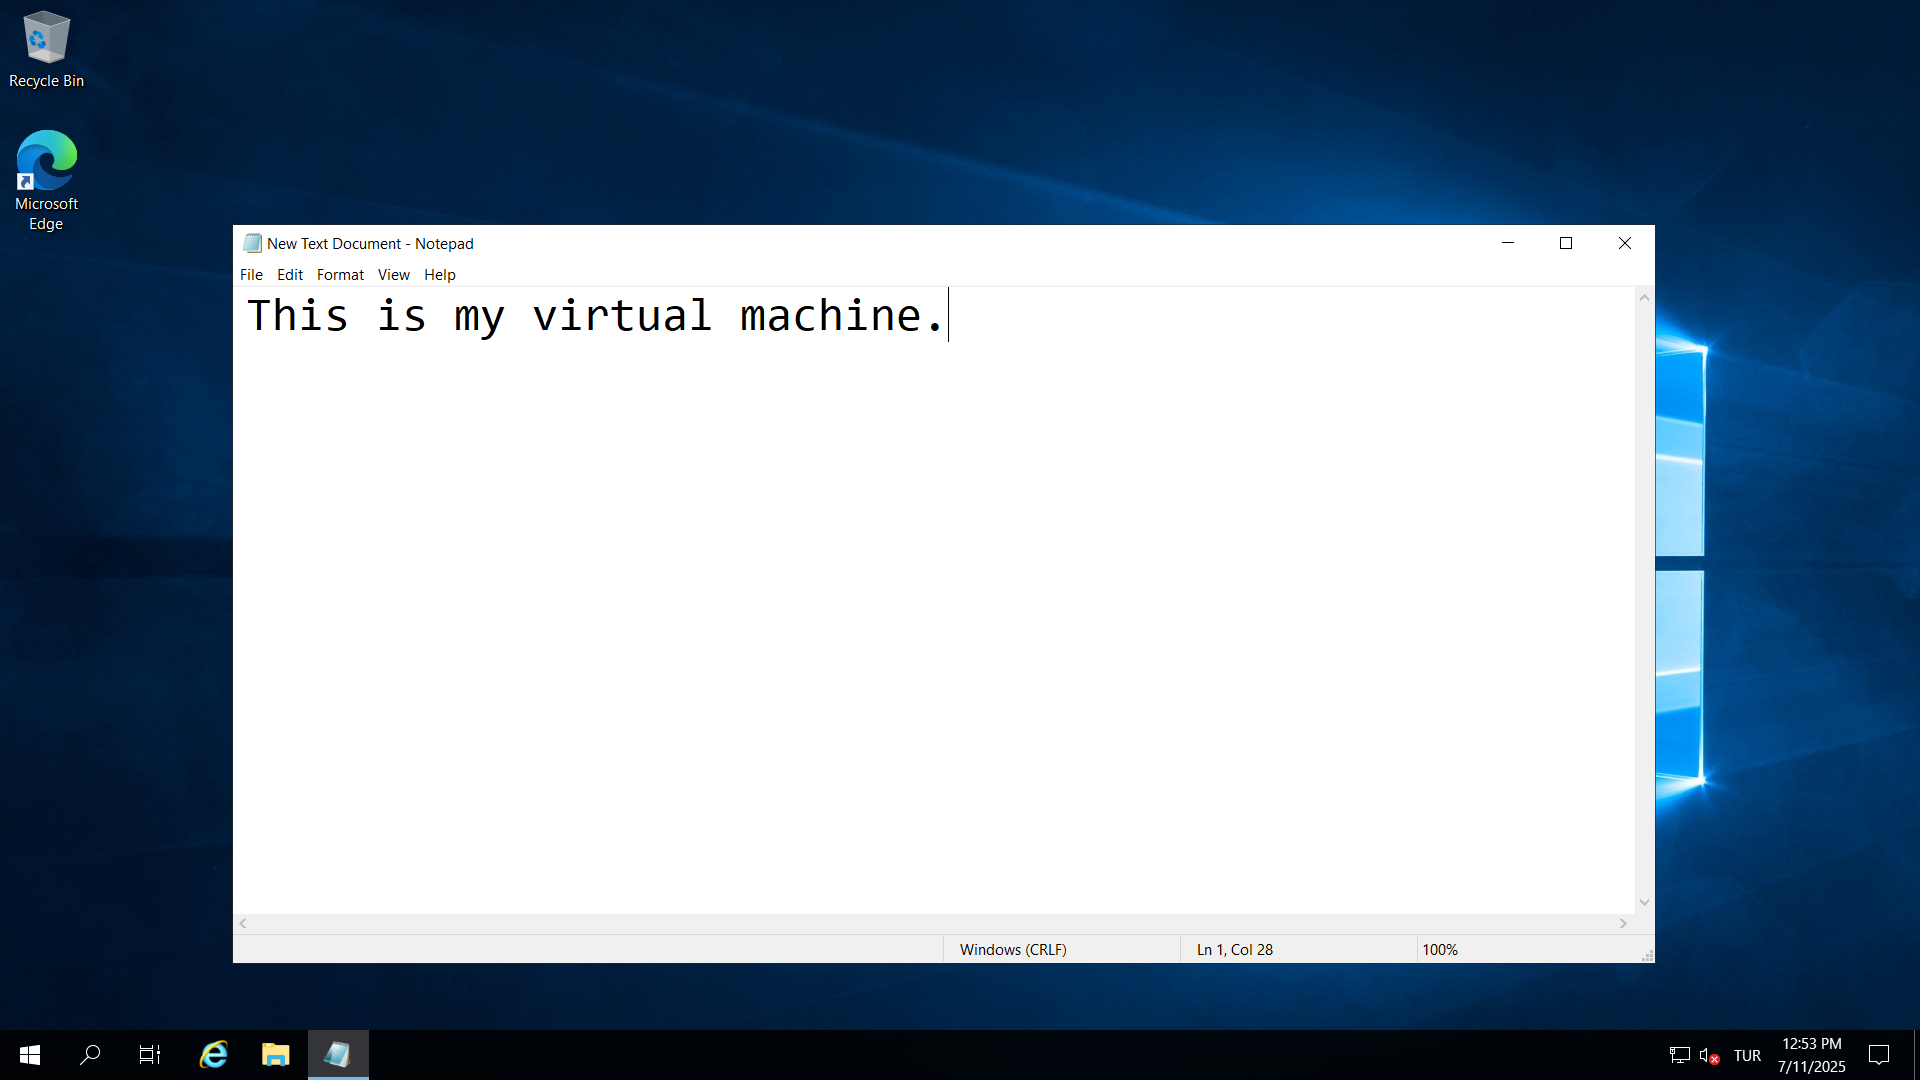 Recycle Bin
Microsoft
Edge
New Text Document - Notepad
File Edit Format View Help
This is my virtual machine.
Windows (CRLF) Ln 1, Col 28 100%
TUR
12:53 PM
7/11/2025